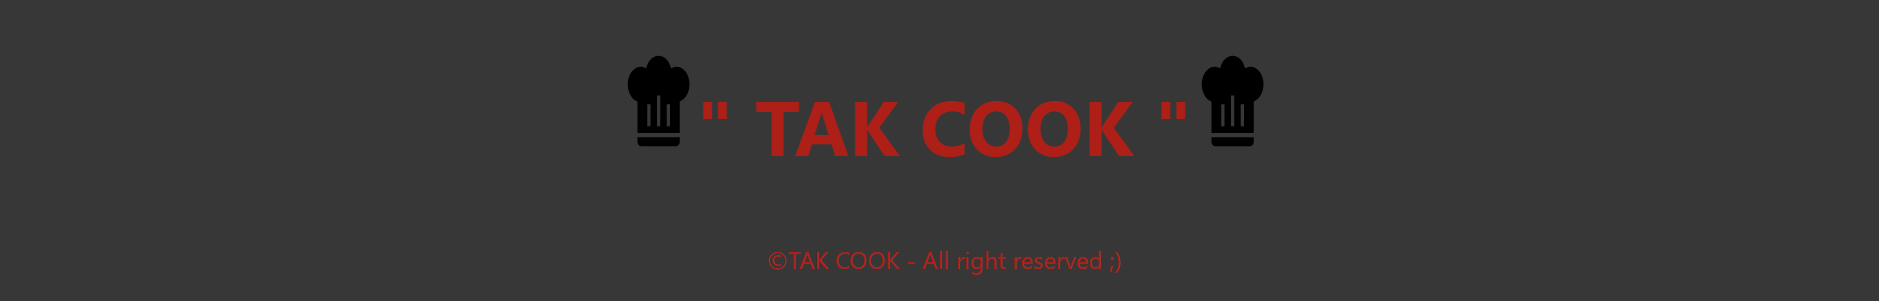 " TAK COOK "
©TAK COOK - All right reserved ;)